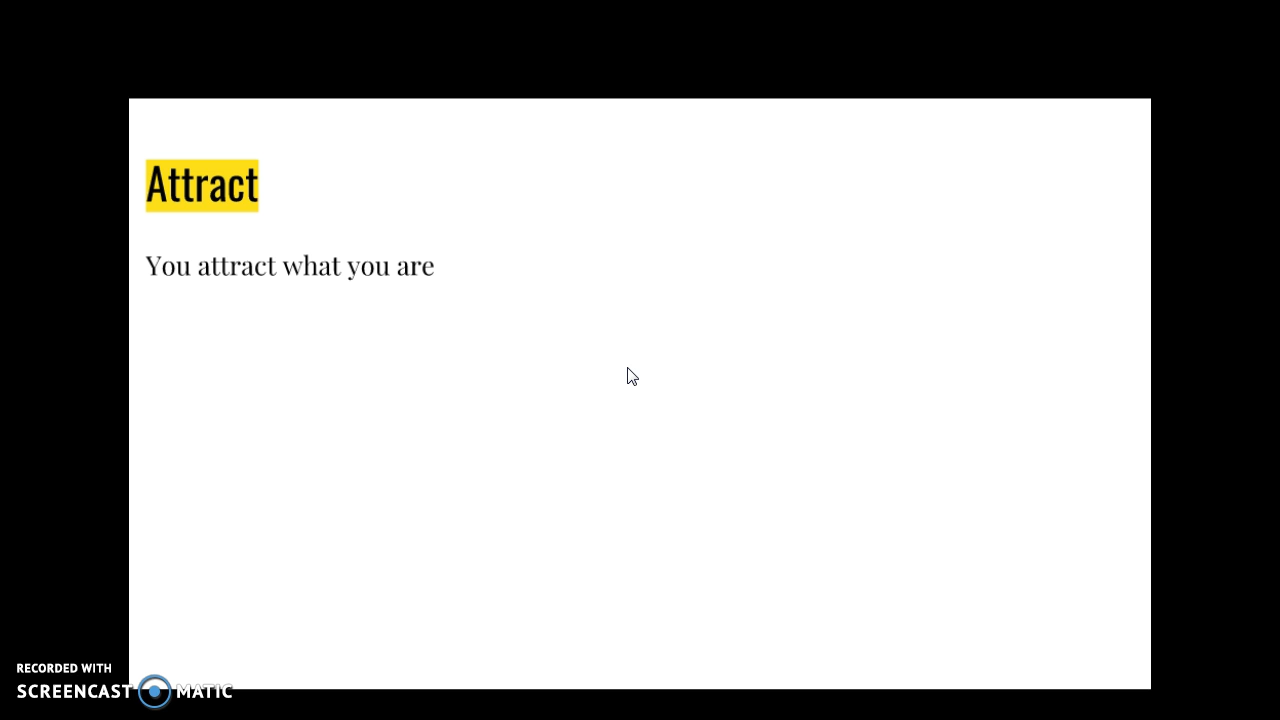 Attract
You attract what you are
RECORDED WITH
SCREENCAST MATIC